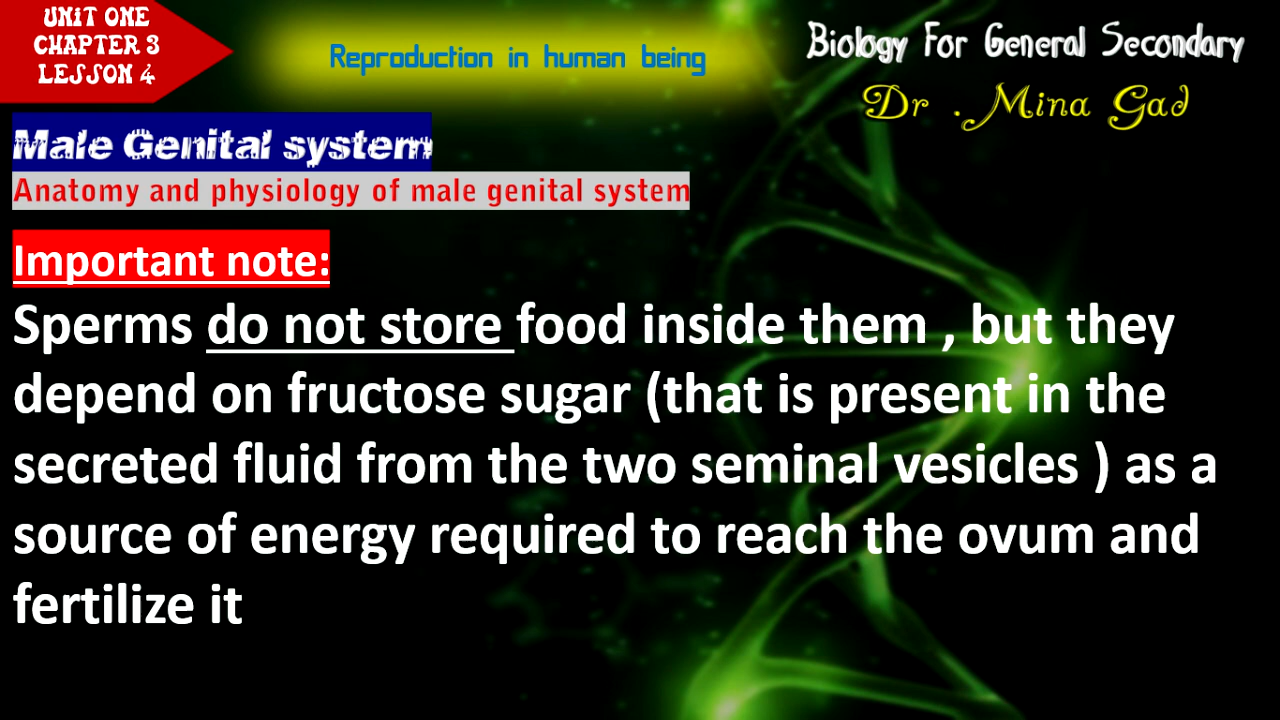 UNIT ONE
CHAPTER 3
LESSON 4
Reproduction in human being
Biology For General Secondary
Dr .Mina Gad
Male Genital system
Anatomy and physiology of male genital system
Important note:
Sperms do not store food inside them , but they
depend on fructose sugar (that is present in the
secreted fluid from the two seminal vesicles ) as a
source of energy required to reach the ovum and
fertilize it